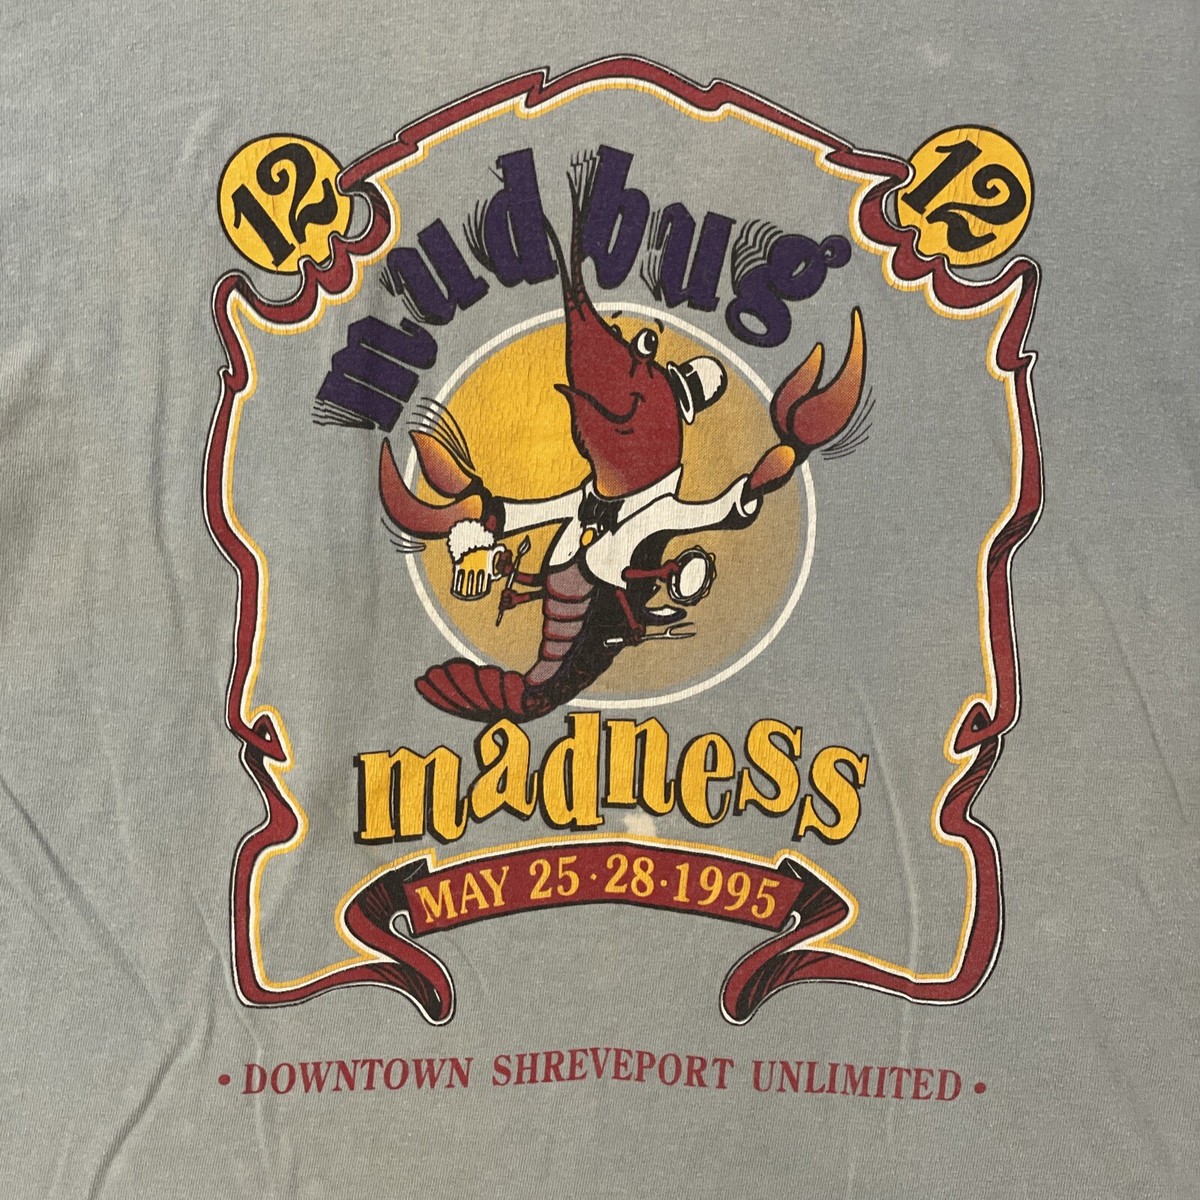 12 12
mudbug
madness
MAY 25·28·1995
• DOWNTOWN SHREVEPORT UNLIMITED •